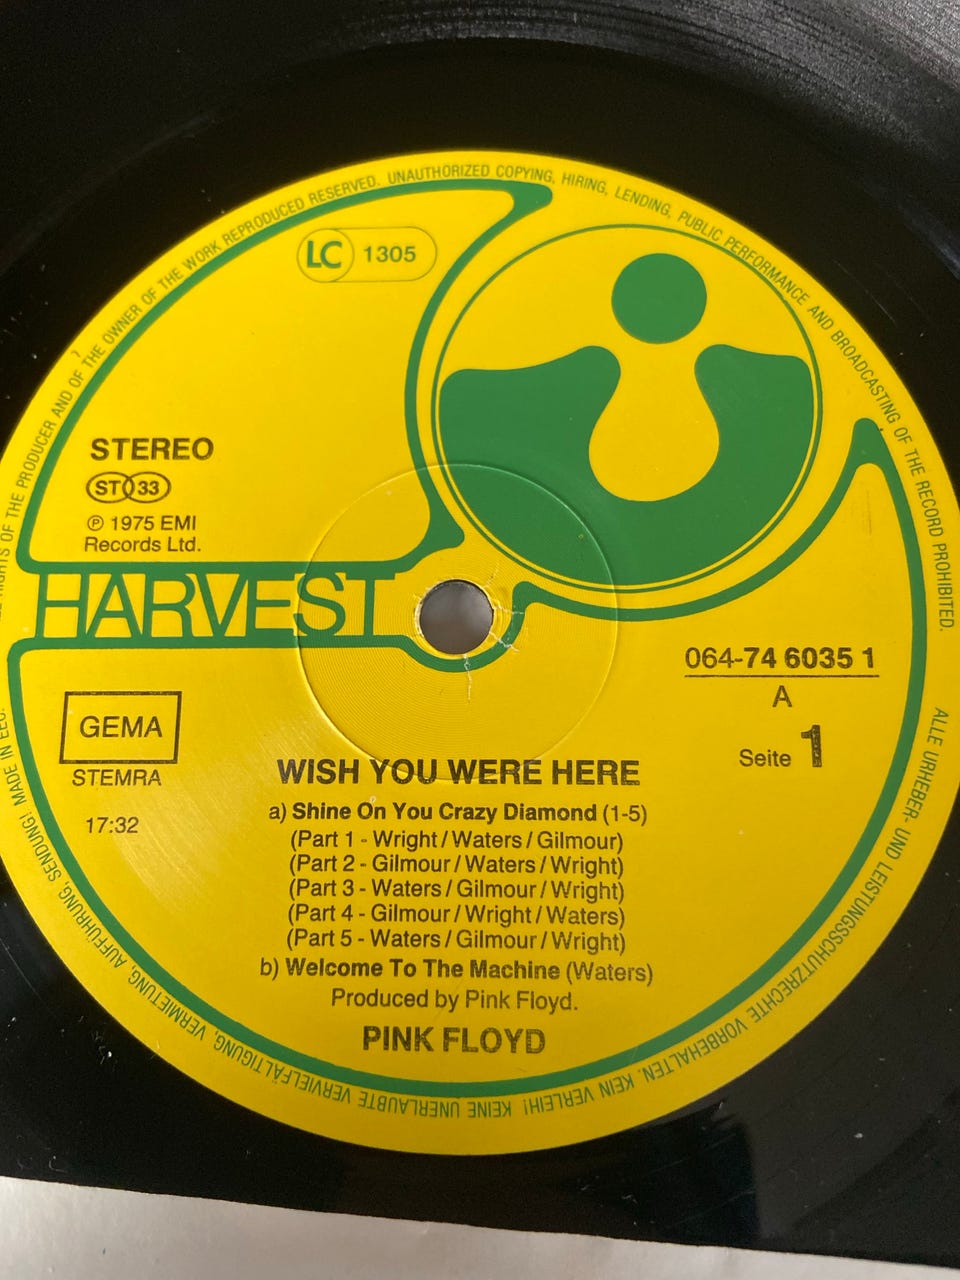 ALL RIGHTS OF THE PRODUCER AND OF THE OWNER OF THE WORK REPRODUCED RESERVED. UNAUTHORIZED COPYING, HIRING, LENDING, PUBLIC PERFORMANCE AND BROADCASTING OF THE RECORD PROHIBITED.
LC 1305
STEREO
ST 33
℗ 1975 EMI
Records Ltd.
HARVEST
064-74 6035 1
A
Seite 1
GEMA
STEMRA
17:32
WISH YOU WERE HERE
a) Shine On You Crazy Diamond (1-5)
(Part 1 - Wright / Waters / Gilmour)
(Part 2 - Gilmour / Waters / Wright)
(Part 3 - Waters / Gilmour / Wright)
(Part 4 - Gilmour / Wright / Waters)
(Part 5 - Waters / Gilmour / Wright)
b) Welcome To The Machine (Waters)
Produced by Pink Floyd.
PINK FLOYD
ALLE URHEBER- UND LEISTUNGSSCHUTZRECHTE VORBEHALTEN. KEIN VERLEIH! KEINE UNERLAUBTE VERVIELFÄLTIGUNG, VERMIETUNG, AUFFÜHRUNG, SENDUNG! MADE IN EEC.